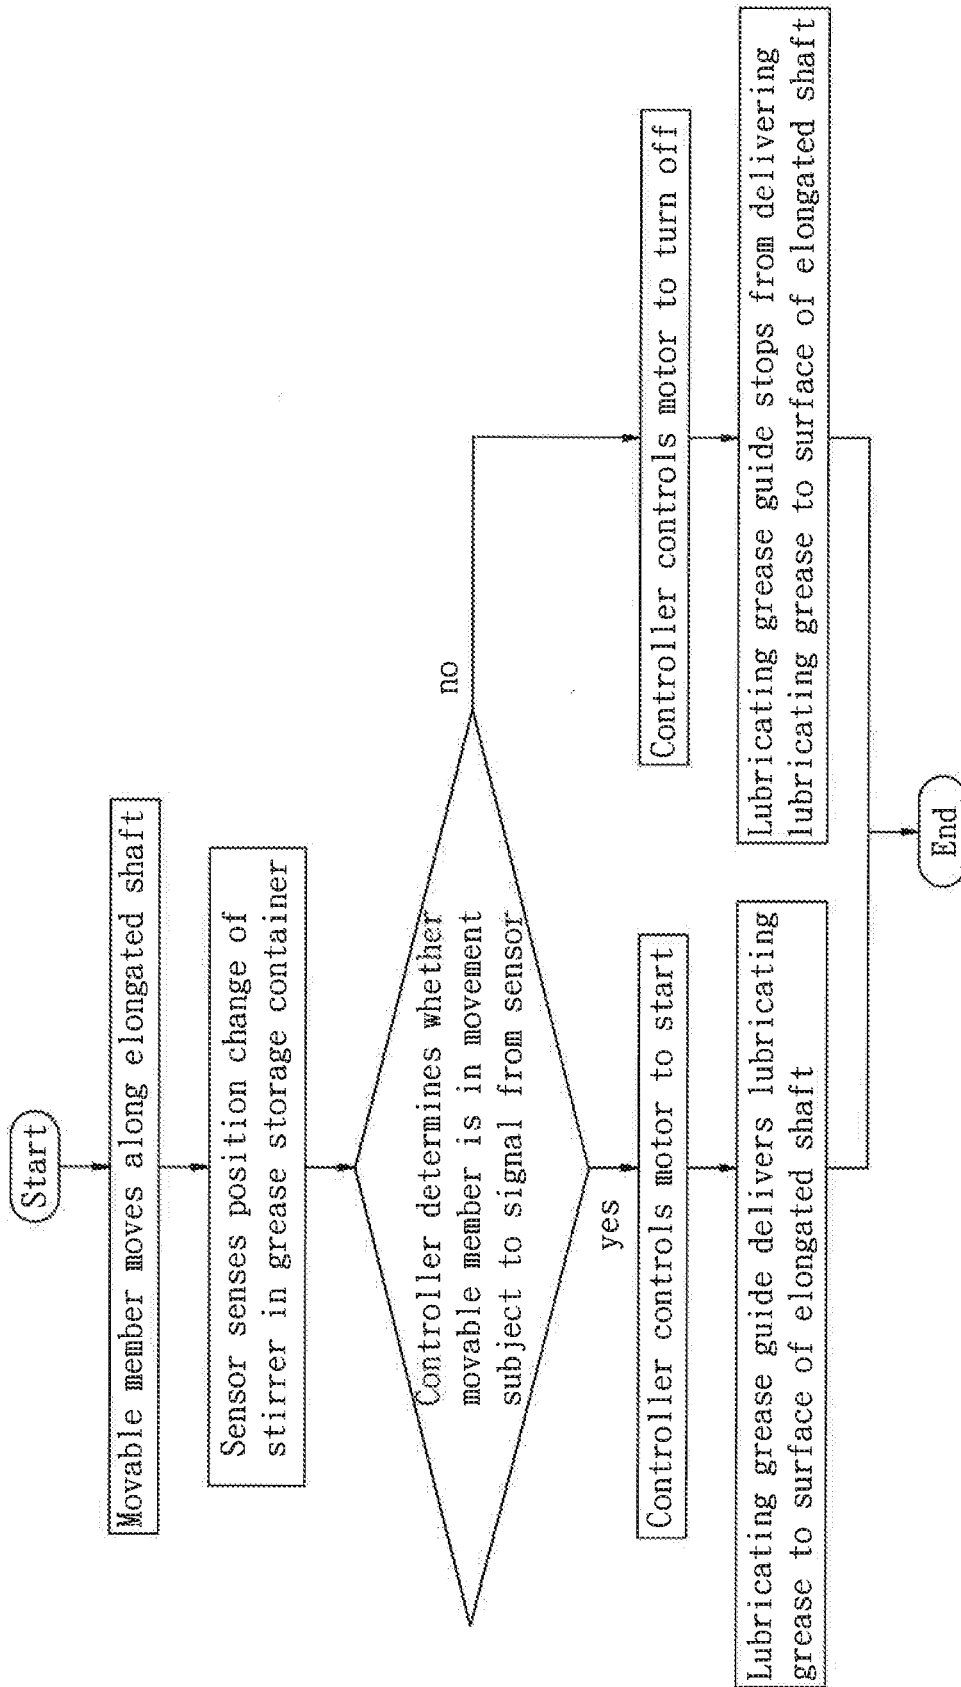 Start
Movable member moves along elongated shaft
Sensor senses position change of
stirrer in grease storage container
Controller determines whether
movable member is in movement
subject to signal from sensor
yes
no
Controller controls motor to start
Lubricating grease guide delivers lubricating
grease to surface of elongated shaft
Controller controls motor to turn off
Lubricating grease guide stops from delivering
lubricating grease to surface of elongated shaft
End